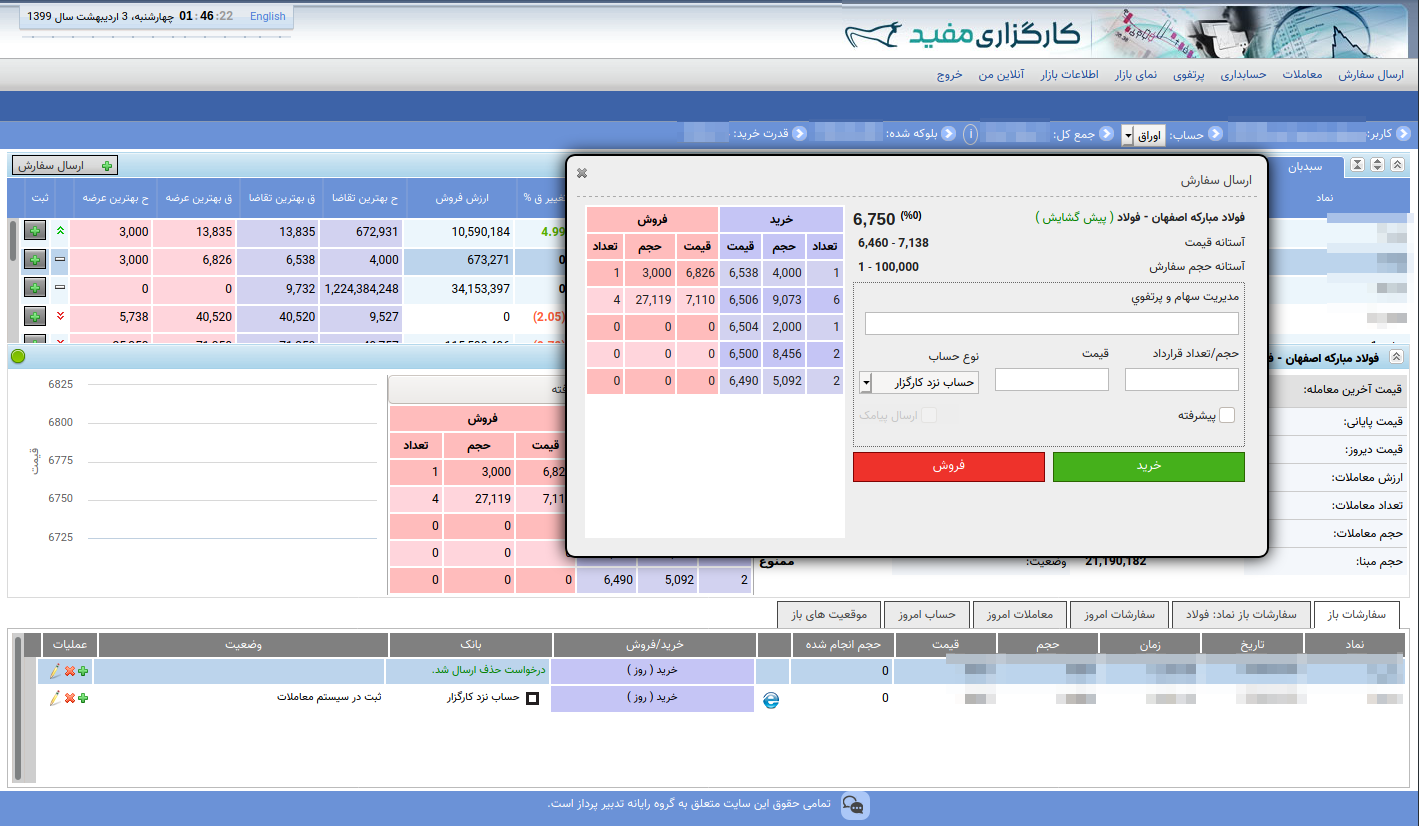 English 01:46:22 چهارشنبه، 3 اردیبهشت سال 1399
کارگزاری مفید
ارسال سفارش معاملات حسابداری پرتفوی نمای بازار اطلاعات بازار آنلاین من خروج
کاربر: حساب: اوراق جمع کل: بلوکه شده: قدرت خرید:
سبدبان
ارسال سفارش
نماد
تغییر ق % ارزش فروش ح بهترین تقاضا ق بهترین تقاضا ق بهترین عرضه ح بهترین عرضه ثبت
4.99 10,590,184 672,931 13,835 13,835 3,000
0 673,271 4,000 6,538 6,826 3,000
0 34,153,397 1,224,384,248 9,732 0 0
(2.05) 0 9,527 40,520 40,520 5,738
ارسال سفارش
فولاد مبارکه اصفهان - فولاد ( پیش گشایش ) 6,750 (%0)
آستانه قیمت 6,460 - 7,138
آستانه حجم سفارش 1 - 100,000
مدیریت سهام و پرتفوي
حجم/تعداد قرارداد قیمت نوع حساب
حساب نزد کارگزار
پیشرفته ارسال پیامک
خرید فروش
خرید فروش
تعداد حجم قیمت قیمت حجم تعداد
1 4,000 6,538 6,826 3,000 1
6 9,073 6,506 7,110 27,119 4
1 2,000 6,504 0 0 0
2 8,456 6,500 0 0 0
2 5,092 6,490 0 0 0
فولاد مبارکه اصفهان - ف
قیمت آخرین معامله:
قیمت پایانی:
قیمت دیروز:
ارزش معاملات:
تعداد معاملات:
حجم معاملات:
حجم مبنا: 21,190,182 وضعیت: ممنوع
فروش
قیمت حجم تعداد
6,82 3,000 1
7,11 27,119 4
0 0
0 0
2 5,092 6,490 0 0 0
6825
6800
6775
6750
6725
قیمت
سفارشات باز سفارشات باز نماد: فولاد سفارشات امروز معاملات امروز حساب امروز موقعیت های باز
نماد تاریخ زمان حجم قیمت حجم انجام شده خرید/فروش بانک وضعیت عملیات
0 خرید ( روز ) درخواست حذف ارسال شد.
0 خرید ( روز ) حساب نزد کارگزار ثبت در سیستم معاملات
تمامی حقوق این سایت متعلق به گروه رایانه تدبیر پرداز است.